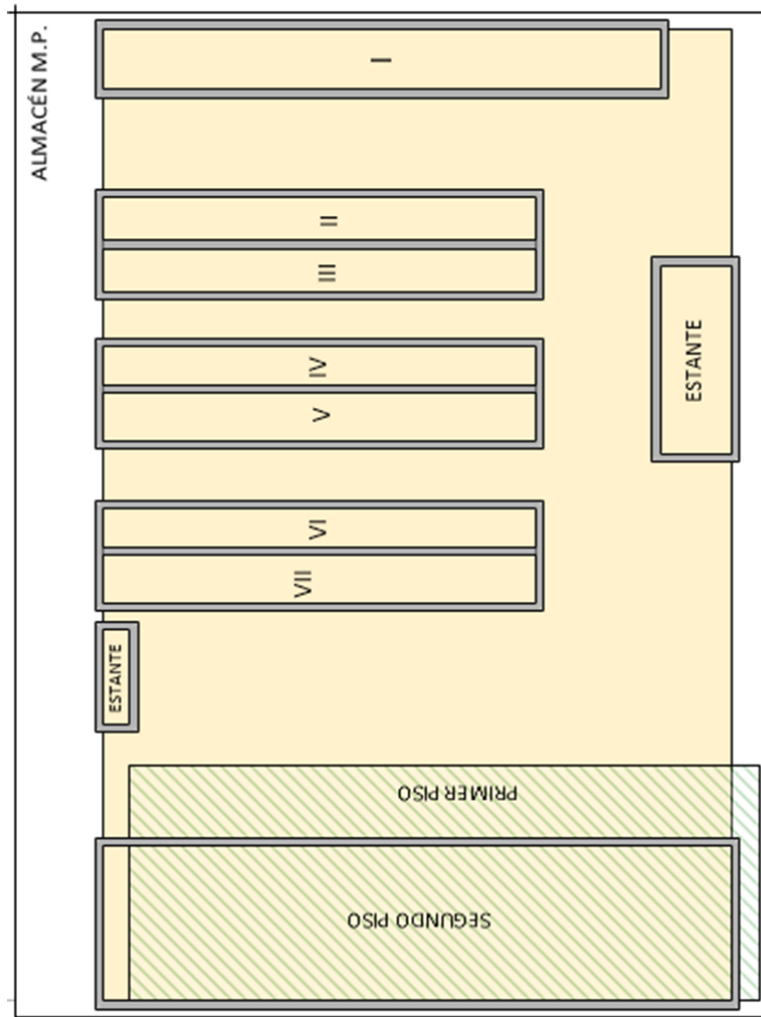 ALMACÉN M.P.
I
II
III
IV
V
VI
VII
ESTANTE
ESTANTE
PRIMER PISO
SEGUNDO PISO